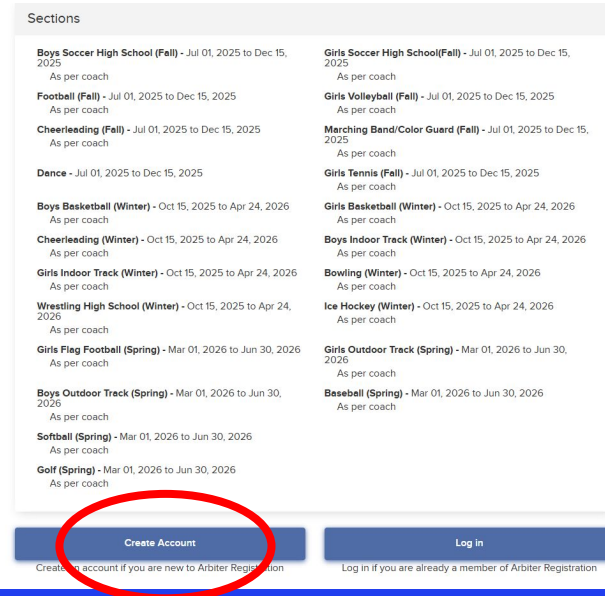 Sections
Boys Soccer High School (Fall) - Jul 01, 2025 to Dec 15,
2025
As per coach
Girls Soccer High School(Fall) - Jul 01, 2025 to Dec 15,
2025
As per coach
Football (Fall) - Jul 01, 2025 to Dec 15, 2025
As per coach
Girls Volleyball (Fall) - Jul 01, 2025 to Dec 15, 2025
As per coach
Cheerleading (Fall) - Jul 01, 2025 to Dec 15, 2025
As per coach
Marching Band/Color Guard (Fall) - Jul 01, 2025 to Dec 15,
2025
As per coach
Dance - Jul 01, 2025 to Dec 15, 2025
Girls Tennis (Fall) - Jul 01, 2025 to Dec 15, 2025
As per coach
Boys Basketball (Winter) - Oct 15, 2025 to Apr 24, 2026
As per coach
Girls Basketball (Winter) - Oct 15, 2025 to Apr 24, 2026
As per coach
Cheerleading (Winter) - Oct 15, 2025 to Apr 24, 2026
As per coach
Boys Indoor Track (Winter) - Oct 15, 2025 to Apr 24, 2026
As per coach
Girls Indoor Track (Winter) - Oct 15, 2025 to Apr 24, 2026
As per coach
Bowling (Winter) - Oct 15, 2025 to Apr 24, 2026
As per coach
Wrestling High School (Winter) - Oct 15, 2025 to Apr 24,
2026
As per coach
Ice Hockey (Winter) - Oct 15, 2025 to Apr 24, 2026
As per coach
Girls Flag Football (Spring) - Mar 01, 2026 to Jun 30, 2026
As per coach
Girls Outdoor Track (Spring) - Mar 01, 2026 to Jun 30,
2026
As per coach
Boys Outdoor Track (Spring) - Mar 01, 2026 to Jun 30,
2026
As per coach
Baseball (Spring) - Mar 01, 2026 to Jun 30, 2026
As per coach
Softball (Spring) - Mar 01, 2026 to Jun 30, 2026
As per coach
Golf (Spring) - Mar 01, 2026 to Jun 30, 2026
As per coach
Create Account
Create an account if you are new to Arbiter Registration
Log in
Log in if you are already a member of Arbiter Registration